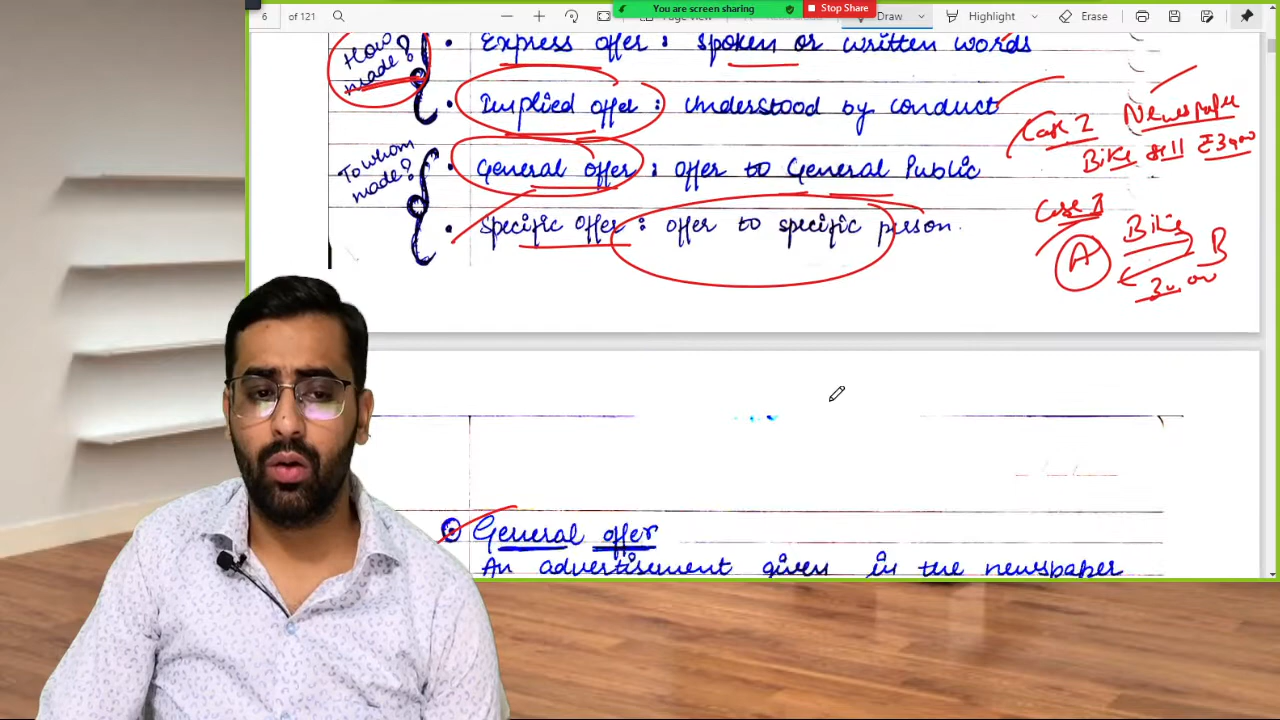 6 of 121
You are screen sharing
Stop Share
Page view
Draw
Highlight
Erase
How made?
Express offer : spoken or written words
Implied offer : Understood by conduct
To whom made?
General offer : offer to General Public
Specific offer : offer to specific person.
Case 2 Newspaper
Bike sell
Case 1
A Bike B
General offer
An advertisement given in the newspaper